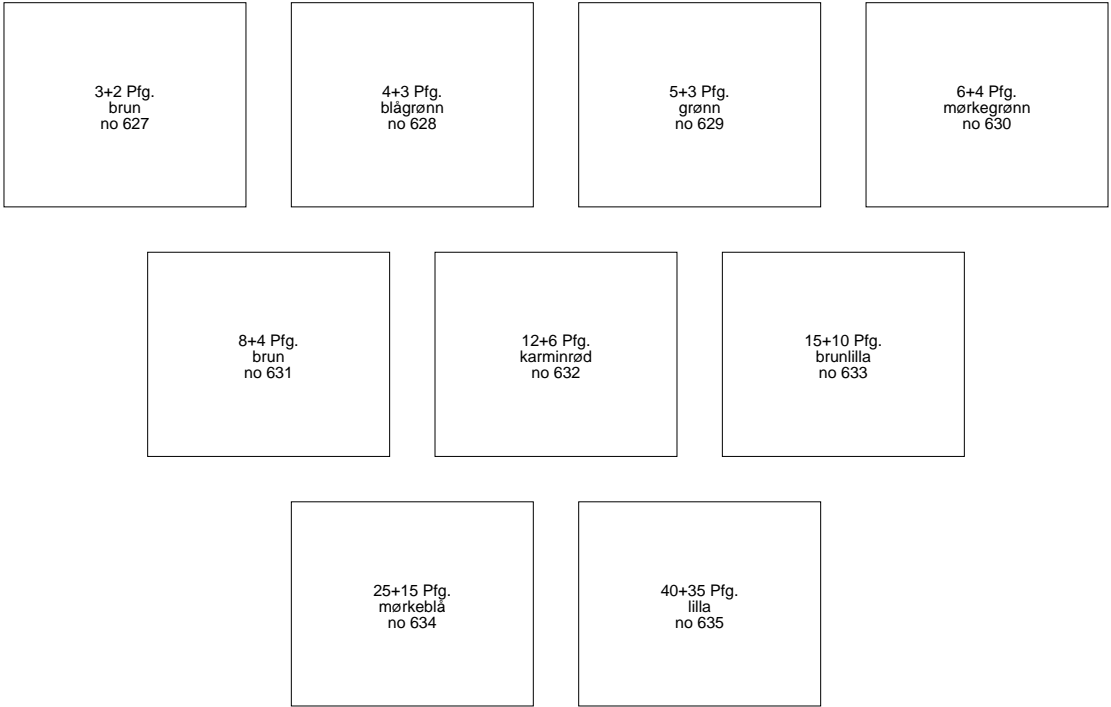 3+2 Pfg.
brun
no 627
4+3 Pfg.
blågrønn
no 628
5+3 Pfg.
grønn
no 629
6+4 Pfg.
mørkegrønn
no 630
8+4 Pfg.
brun
no 631
12+6 Pfg.
karminrød
no 632
15+10 Pfg.
brunlilla
no 633
25+15 Pfg.
mørkeblå
no 634
40+35 Pfg.
lilla
no 635